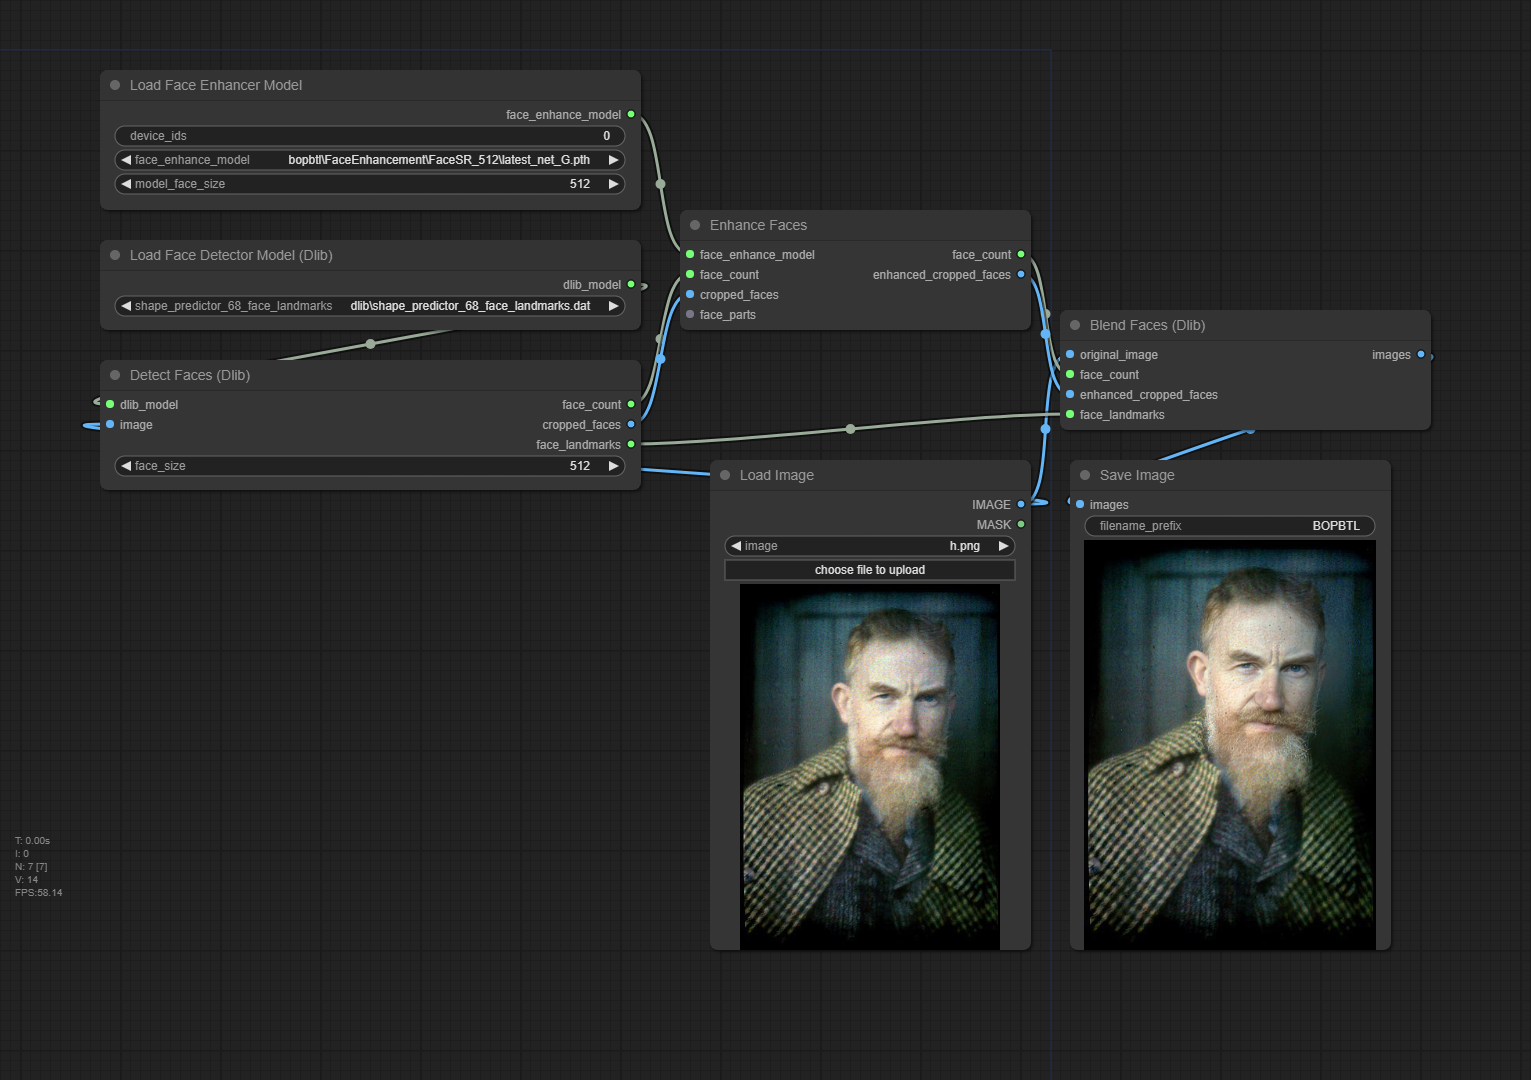 Load Face Enhancer Model
face_enhance_model
device_ids 0
face_enhance_model bopbtl\FaceEnhancement\FaceSR_512\latest_net_G.pth
model_face_size 512
Load Face Detector Model (Dlib)
dlib_model
shape_predictor_68_face_landmarks dlib\shape_predictor_68_face_landmarks.dat
Detect Faces (Dlib)
dlib_model face_count
image cropped_faces
face_landmarks
face_size 512
Enhance Faces
face_enhance_model face_count
face_count enhanced_cropped_faces
cropped_faces
face_parts
Blend Faces (Dlib)
original_image images
face_count
enhanced_cropped_faces
face_landmarks
Load Image
IMAGE
MASK
image h.png
choose file to upload
Save Image
images
filename_prefix BOPBTL
T: 0.00s
I: 0
N: 7 [7]
V: 14
FPS:58.14